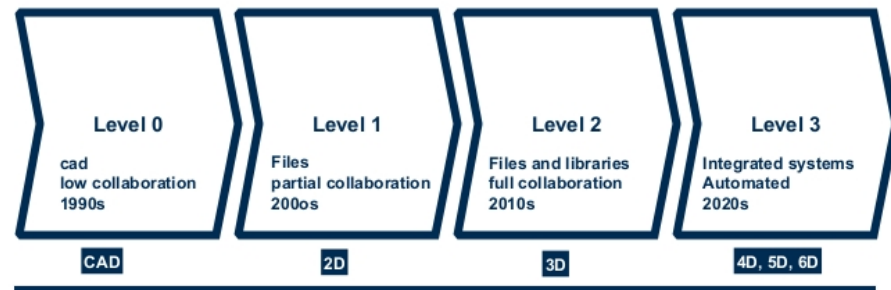 Level 0
cad
low collaboration
1990s
CAD
Level 1
Files
partial collaboration
200os
2D
Level 2
Files and libraries
full collaboration
2010s
3D
Level 3
Integrated systems
Automated
2020s
4D, 5D, 6D